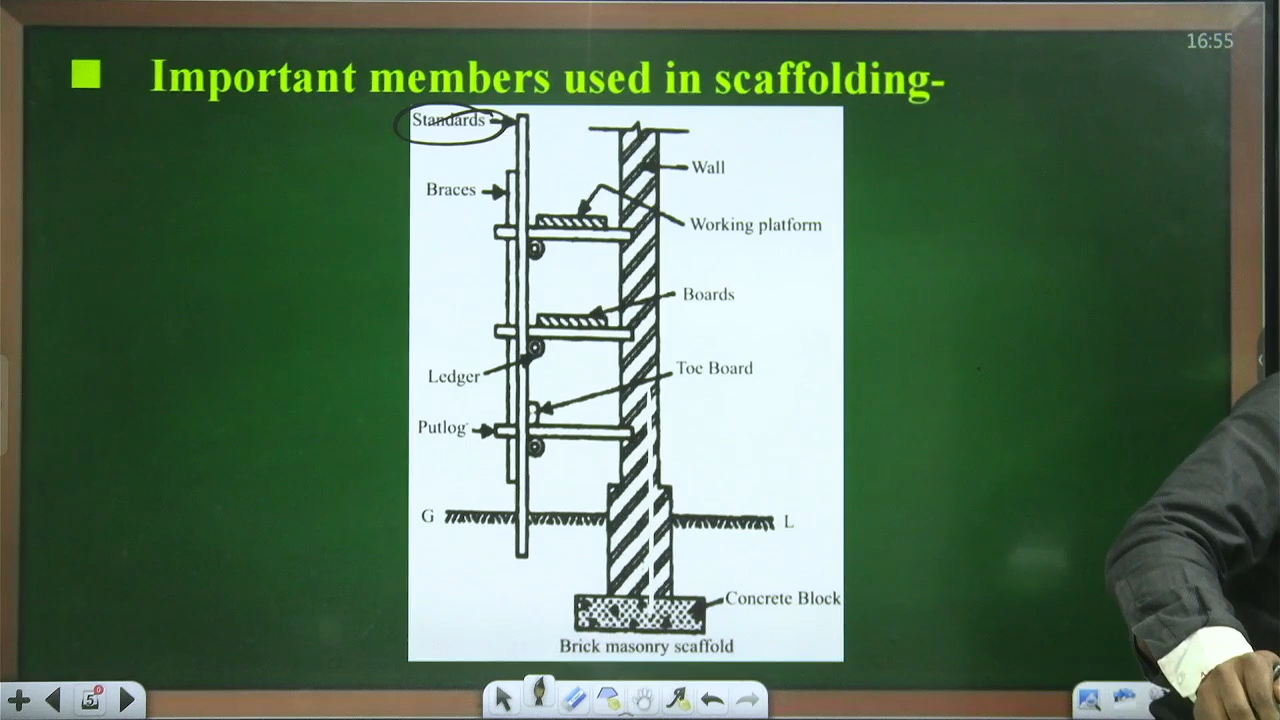 16:55
Important members used in scaffolding-
Standards
Wall
Braces
Working platform
Boards
Toe Board
Ledger
Putlog
G
L
Concrete Block
Brick masonry scaffold
5